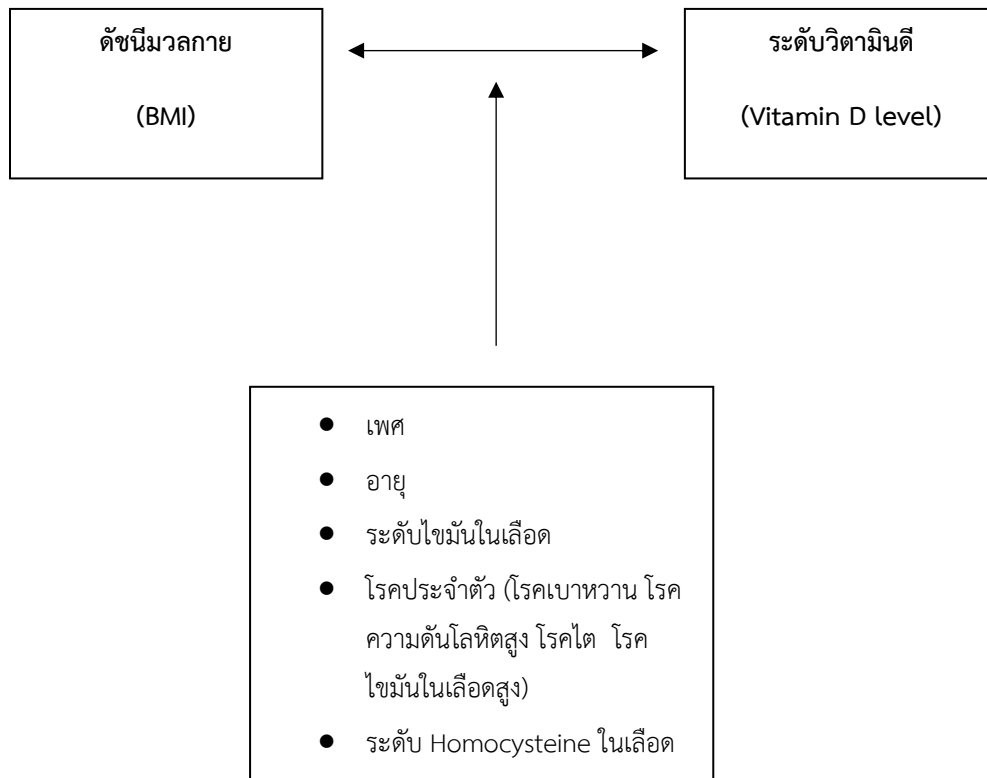 ดัชนีมวลกาย
(BMI)
ระดับวิตามินดี
(Vitamin D level)
● เพศ
● อายุ
● ระดับไขมันในเลือด
● โรคประจำตัว (โรคเบาหวาน โรค
ความดันโลหิตสูง โรคไต โรค
ไขมันในเลือดสูง)
● ระดับ Homocysteine ในเลือด